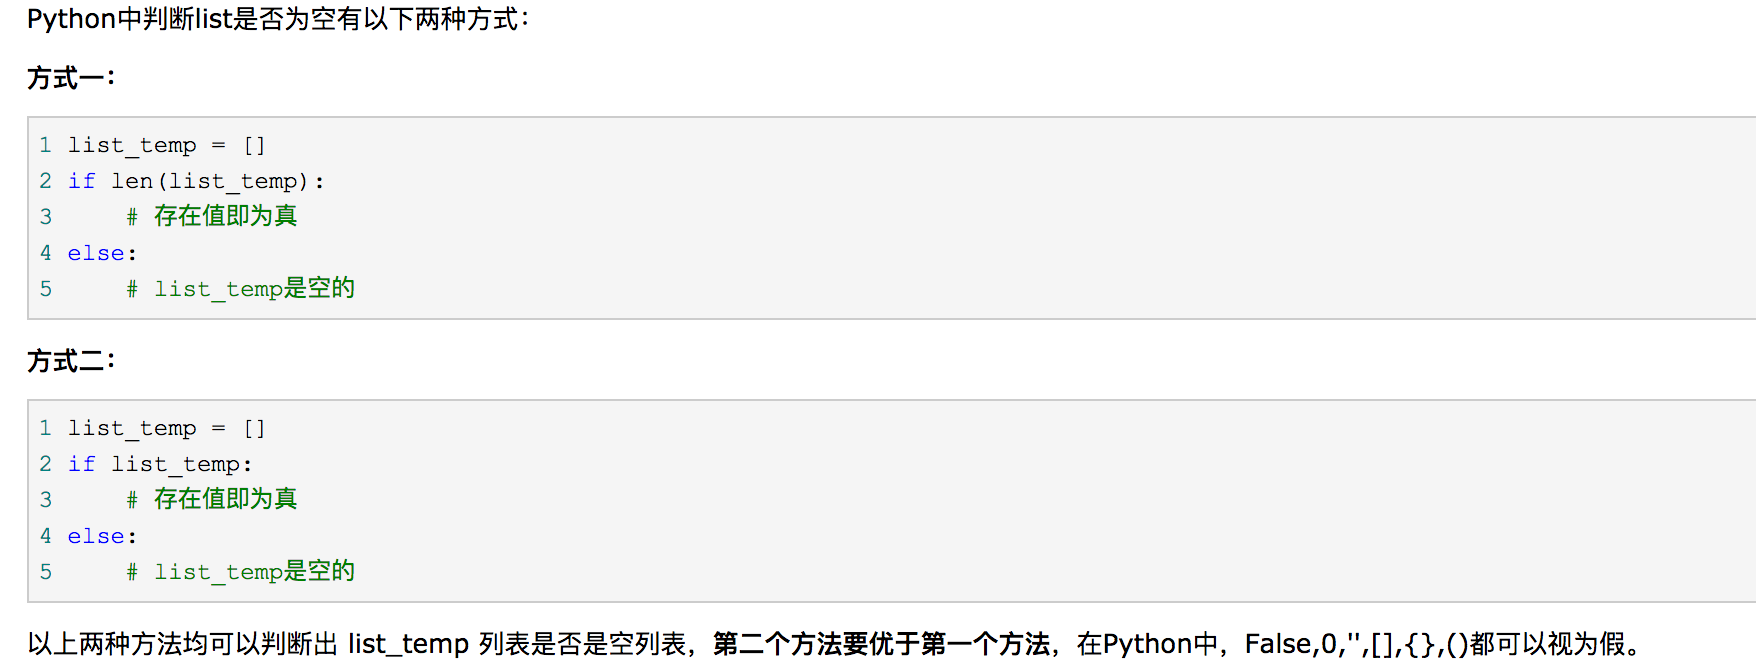 Python中判断list是否为空有以下两种方式：
方式一：
1 list_temp = []
2 if len(list_temp):
3     # 存在值即为真
4 else:
5     # list_temp是空的
方式二：
1 list_temp = []
2 if list_temp:
3     # 存在值即为真
4 else:
5     # list_temp是空的
以上两种方法均可以判断出 list_temp 列表是否是空列表，第二个方法要优于第一个方法，在Python中，False,0,'',[],{},()都可以视为假。